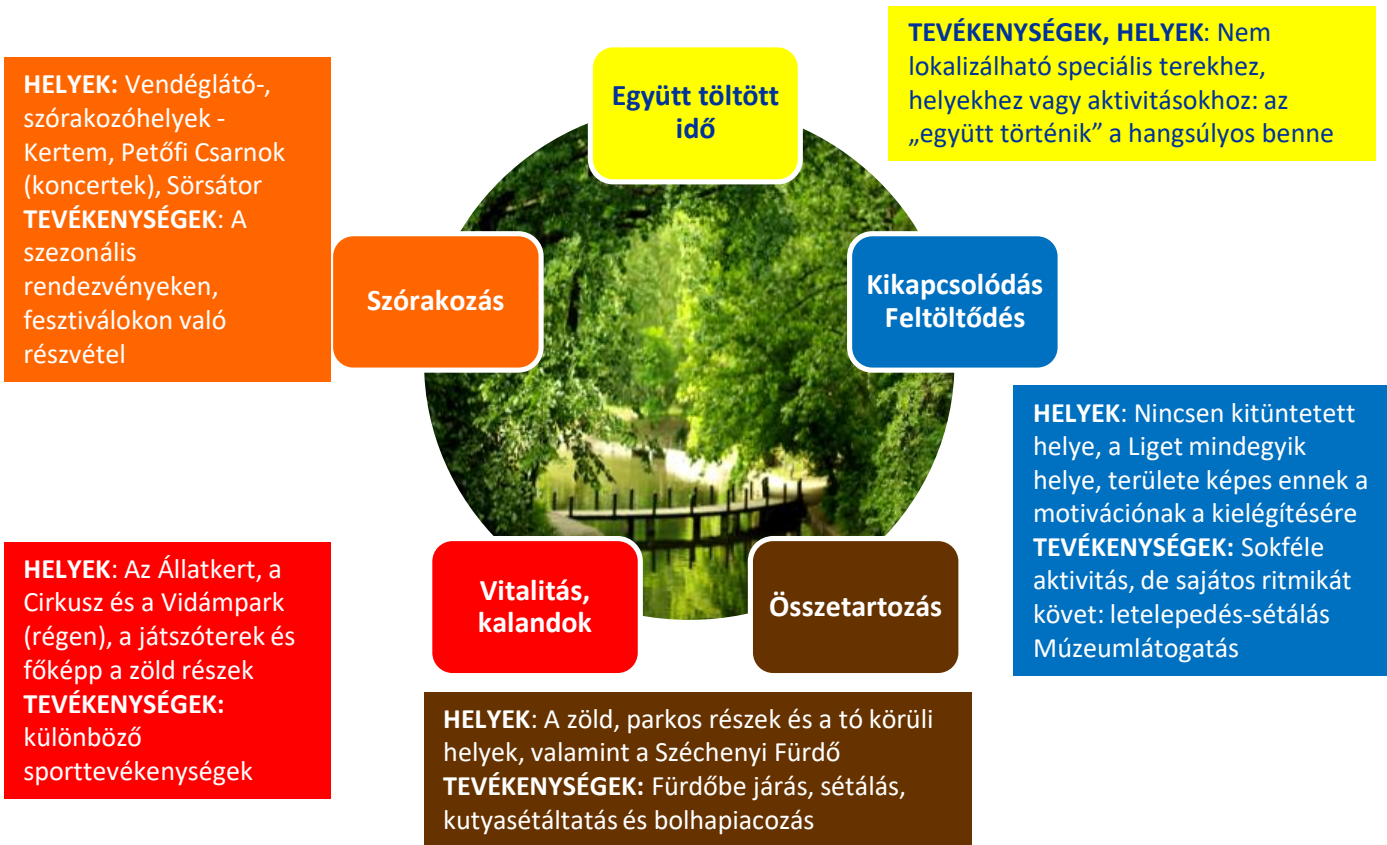 Együtt töltött
idő
TEVÉKENYSÉGEK, HELYEK: Nem
lokalizálható speciális terekhez,
helyekhez vagy aktivitásokhoz: az
„együtt történik” a hangsúlyos benne
HELYEK: Vendéglátó-,
szórakozóhelyek -
Kertem, Petőfi Csarnok
(koncertek), Sörsátor
TEVÉKENYSÉGEK: A
szezonális
rendezvényeken,
fesztiválokon való
részvétel
Szórakozás
Kikapcsolódás
Feltöltődés
HELYEK: Nincsen kitüntetett
helye, a Liget mindegyik
helye, területe képes ennek a
motivációnak a kielégítésére
TEVÉKENYSÉGEK: Sokféle
aktivitás, de sajátos ritmikát
követ: letelepedés-sétálás
Múzeumlátogatás
Vitalitás,
kalandok
HELYEK: Az Állatkert, a
Cirkusz és a Vidámpark
(régen), a játszóterek és
főképp a zöld részek
TEVÉKENYSÉGEK:
különböző
sporttevékenységek
Összetartozás
HELYEK: A zöld, parkos részek és a tó körüli
helyek, valamint a Széchenyi Fürdő
TEVÉKENYSÉGEK: Fürdőbe járás, sétálás,
kutyasétáltatás és bolhapiacozás